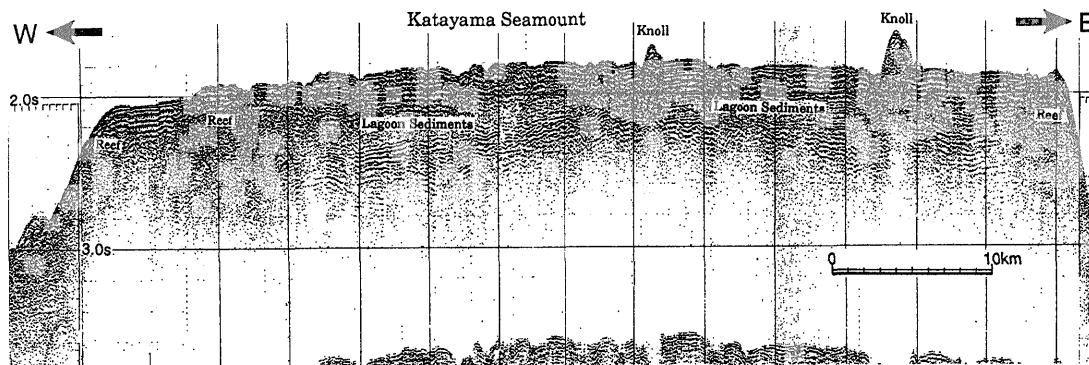 Katayama Seamount
W
Knoll
Knoll
E
2.0s
Reef
Reef
Lagoon Sediments
Lagoon Sediments
Reef
3.0s
0
10km